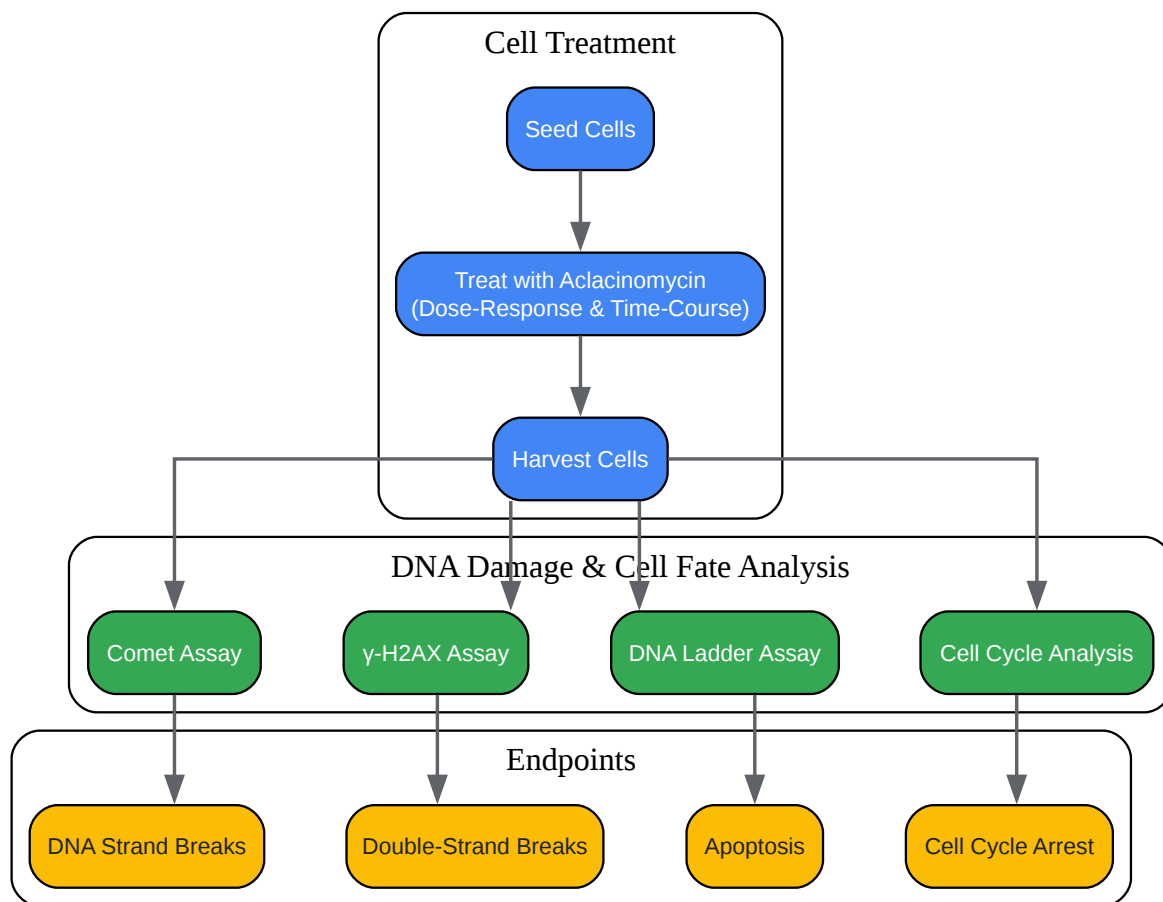 Cell Treatment
Seed Cells
Treat with Aclacinomycin
(Dose-Response & Time-Course)
Harvest Cells
DNA Damage & Cell Fate Analysis
Comet Assay
γ-H2AX Assay
DNA Ladder Assay
Cell Cycle Analysis
Endpoints
DNA Strand Breaks
Double-Strand Breaks
Apoptosis
Cell Cycle Arrest